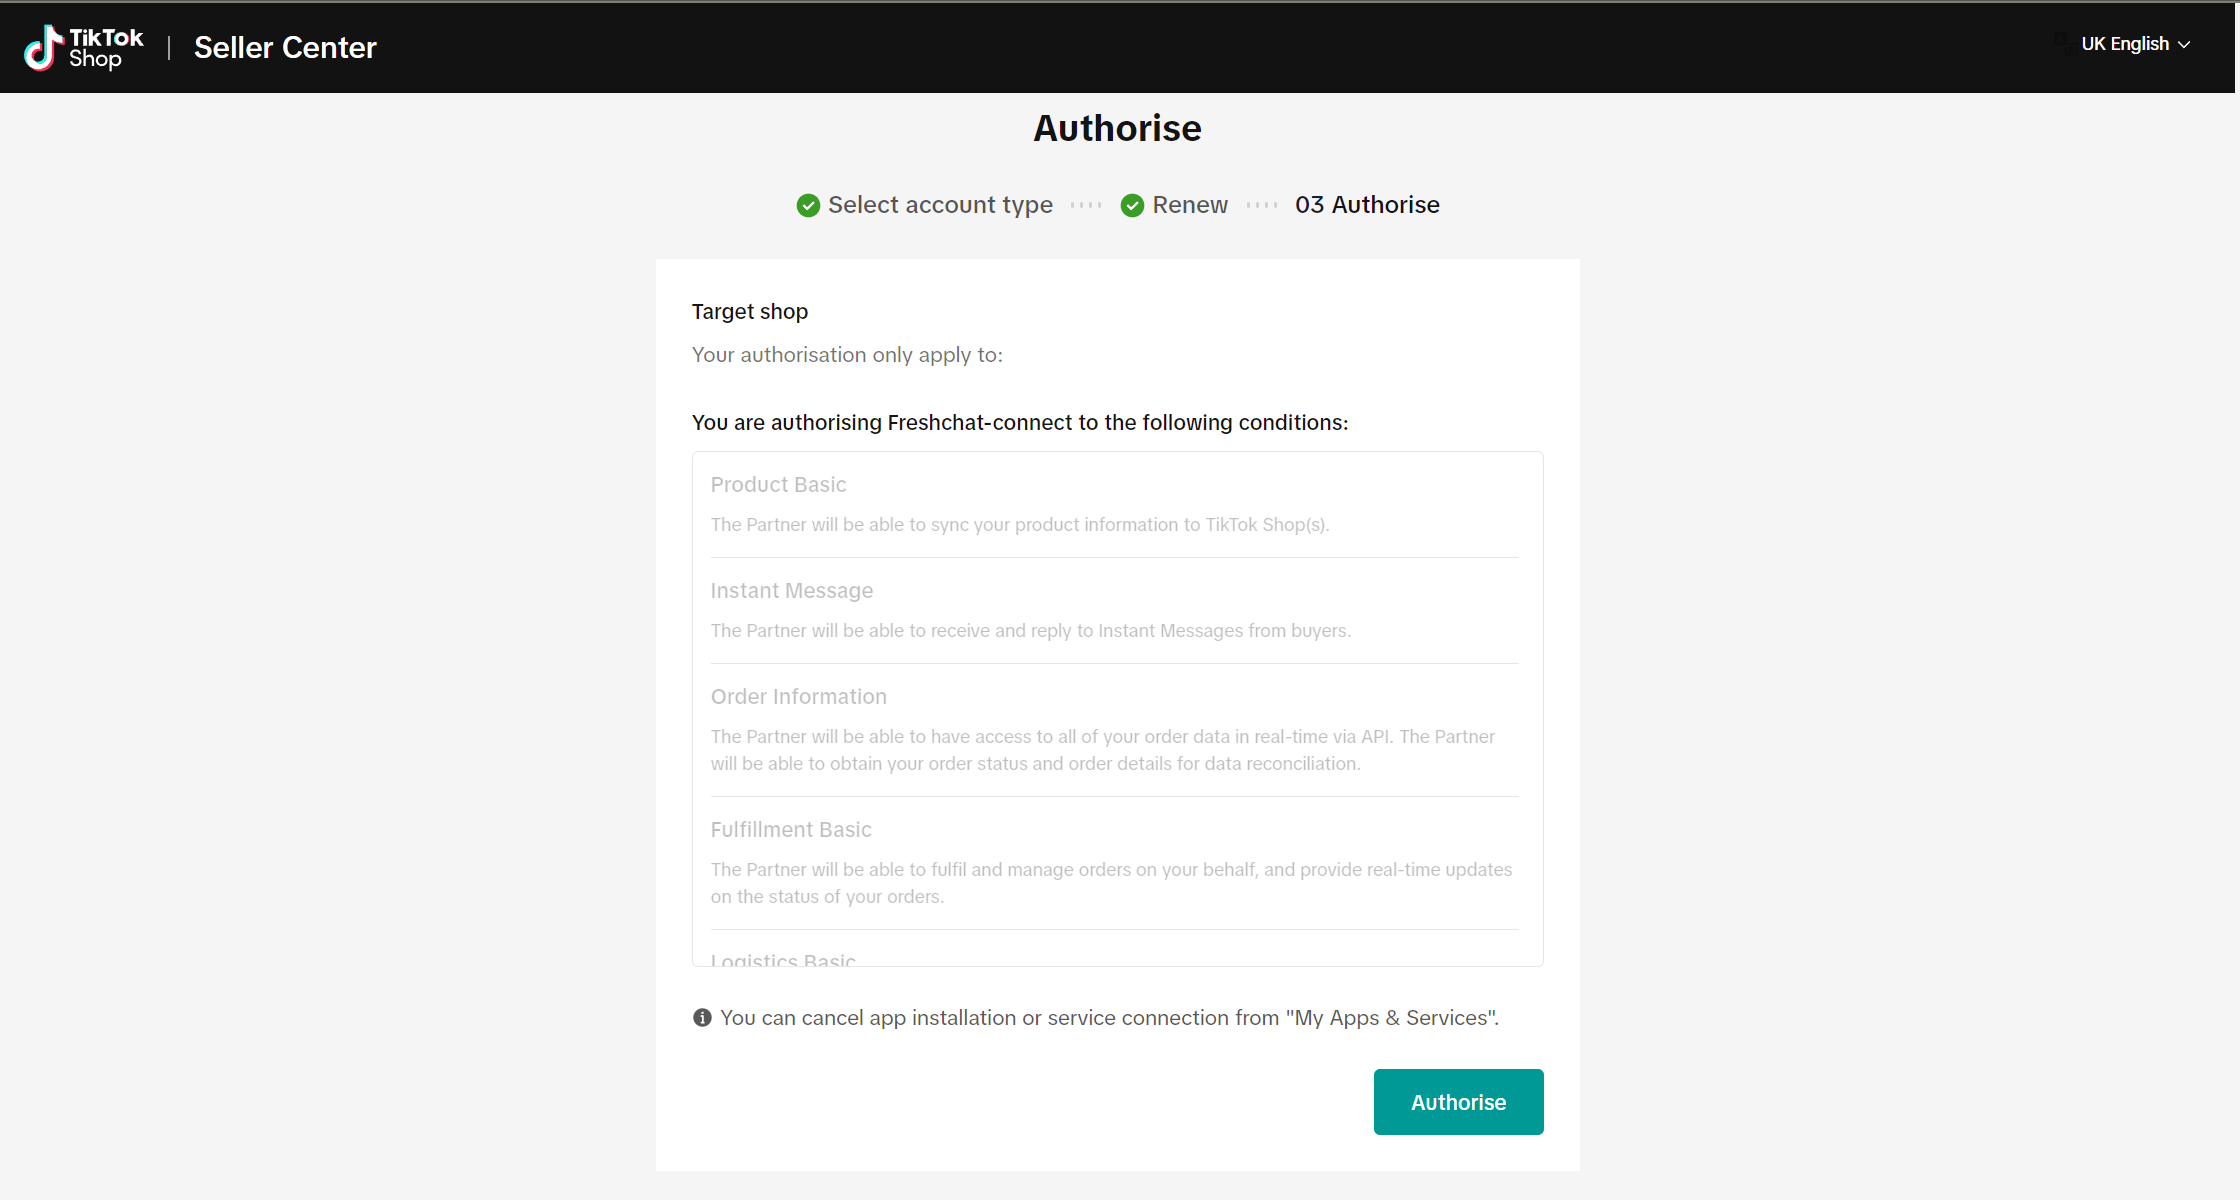 TikTok
Shop
Seller Center
UK English
Authorise
Select account type
Renew
03 Authorise
Target shop
Your authorisation only apply to:
You are authorising Freshchat-connect to the following conditions:
Product Basic
The Partner will be able to sync your product information to TikTok Shop(s).
Instant Message
The Partner will be able to receive and reply to Instant Messages from buyers.
Order Information
The Partner will be able to have access to all of your order data in real-time via API. The Partner
will be able to obtain your order status and order details for data reconciliation.
Fulfillment Basic
The Partner will be able to fulfil and manage orders on your behalf, and provide real-time updates
on the status of your orders.
Logistics Basic
You can cancel app installation or service connection from "My Apps & Services".
Authorise